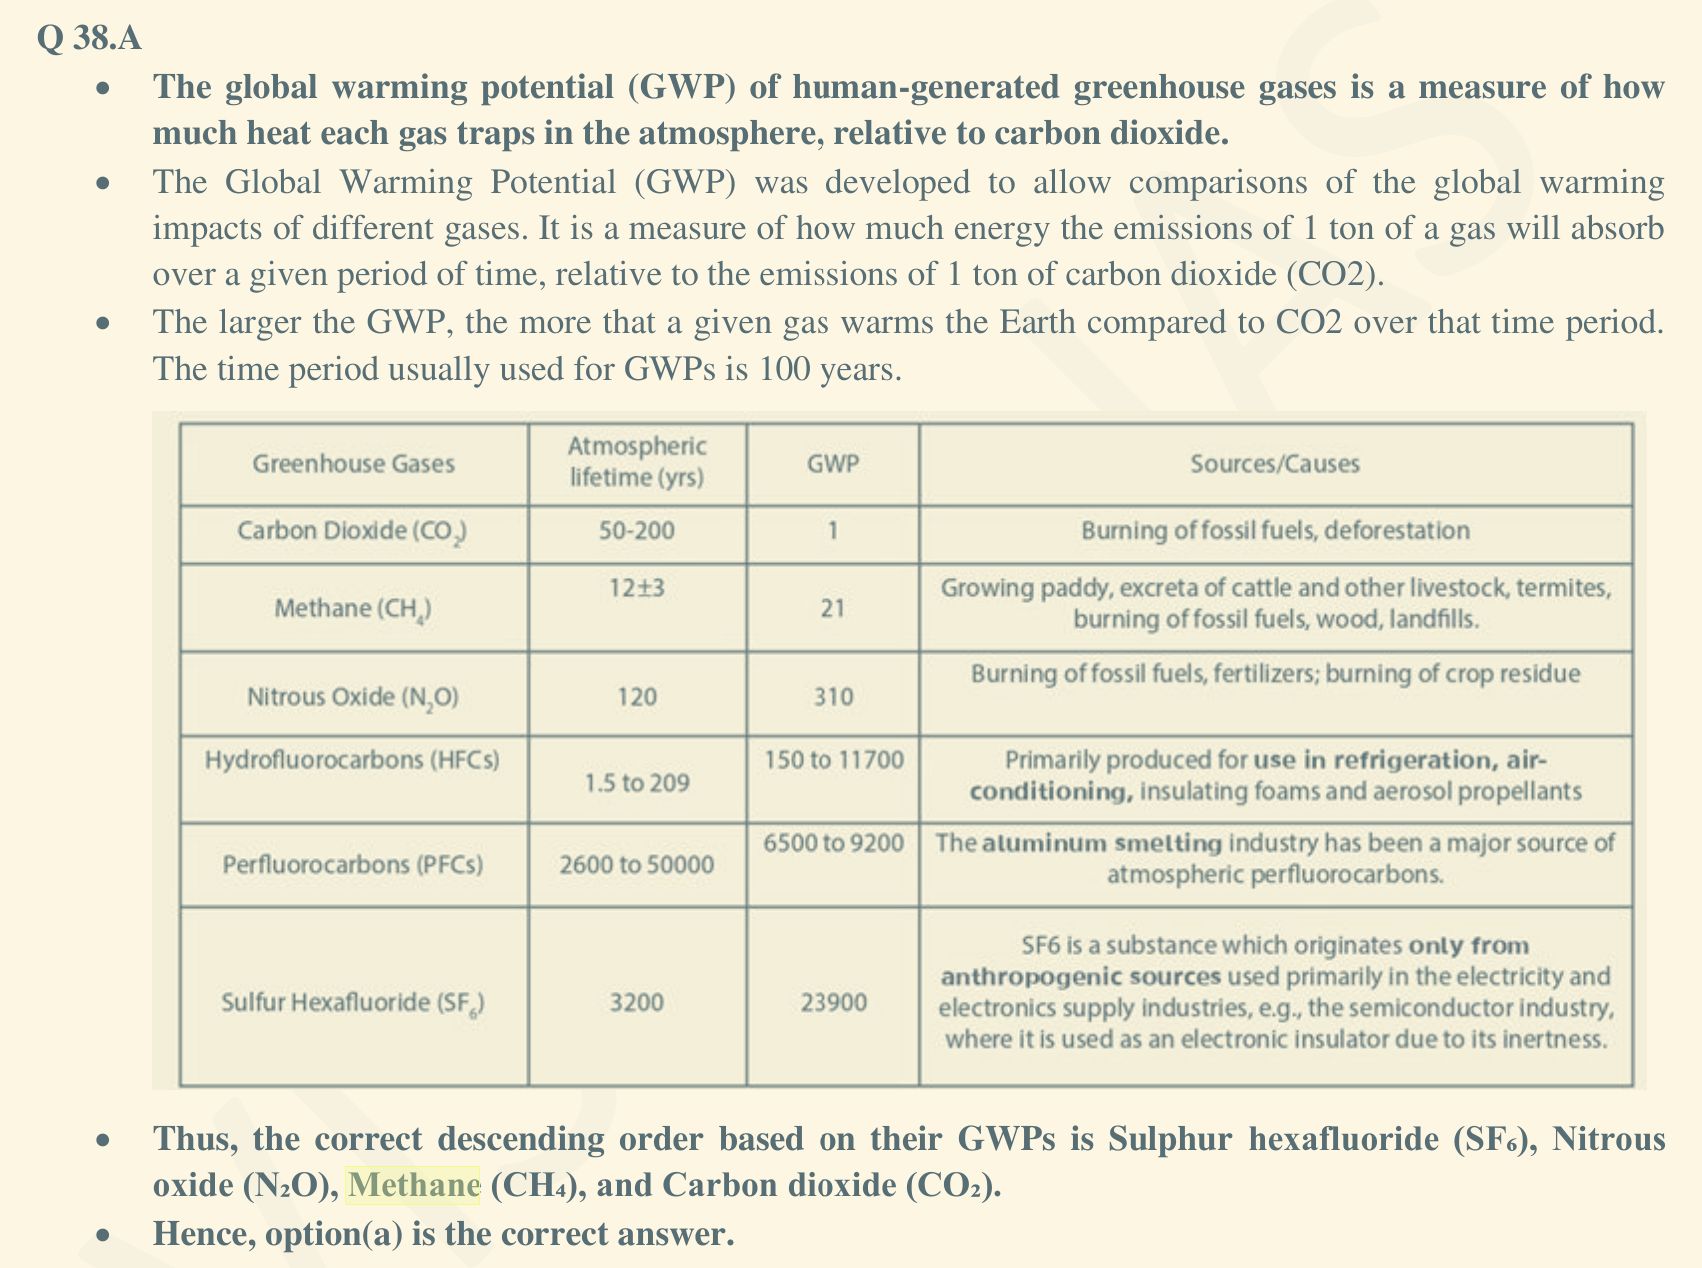 Q 38.A
• The global warming potential (GWP) of human-generated greenhouse gases is a measure of how
much heat each gas traps in the atmosphere, relative to carbon dioxide.
• The Global Warming Potential (GWP) was developed to allow comparisons of the global warming
impacts of different gases. It is a measure of how much energy the emissions of 1 ton of a gas will absorb
over a given period of time, relative to the emissions of 1 ton of carbon dioxide (CO2).
• The larger the GWP, the more that a given gas warms the Earth compared to CO2 over that time period.
The time period usually used for GWPs is 100 years.
Greenhouse Gases
Atmospheric
lifetime (yrs)
GWP
Sources/Causes
Carbon Dioxide (CO₂)
50-200
1
Burning of fossil fuels, deforestation
Methane (CH₄)
12±3
21
Growing paddy, excreta of cattle and other livestock, termites,
burning of fossil fuels, wood, landfills.
Nitrous Oxide (N₂O)
120
310
Burning of fossil fuels, fertilizers; burning of crop residue
Hydrofluorocarbons (HFCs)
1.5 to 209
150 to 11700
Primarily produced for use in refrigeration, air-
conditioning, insulating foams and aerosol propellants
Perfluorocarbons (PFCs)
2600 to 50000
6500 to 9200
The aluminum smelting industry has been a major source of
atmospheric perfluorocarbons.
Sulfur Hexafluoride (SF₆)
3200
23900
SF6 is a substance which originates only from
anthropogenic sources used primarily in the electricity and
electronics supply industries, e.g., the semiconductor industry,
where it is used as an electronic insulator due to its inertness.
• Thus, the correct descending order based on their GWPs is Sulphur hexafluoride (SF₆), Nitrous
oxide (N₂O), Methane (CH₄), and Carbon dioxide (CO₂).
• Hence, option(a) is the correct answer.